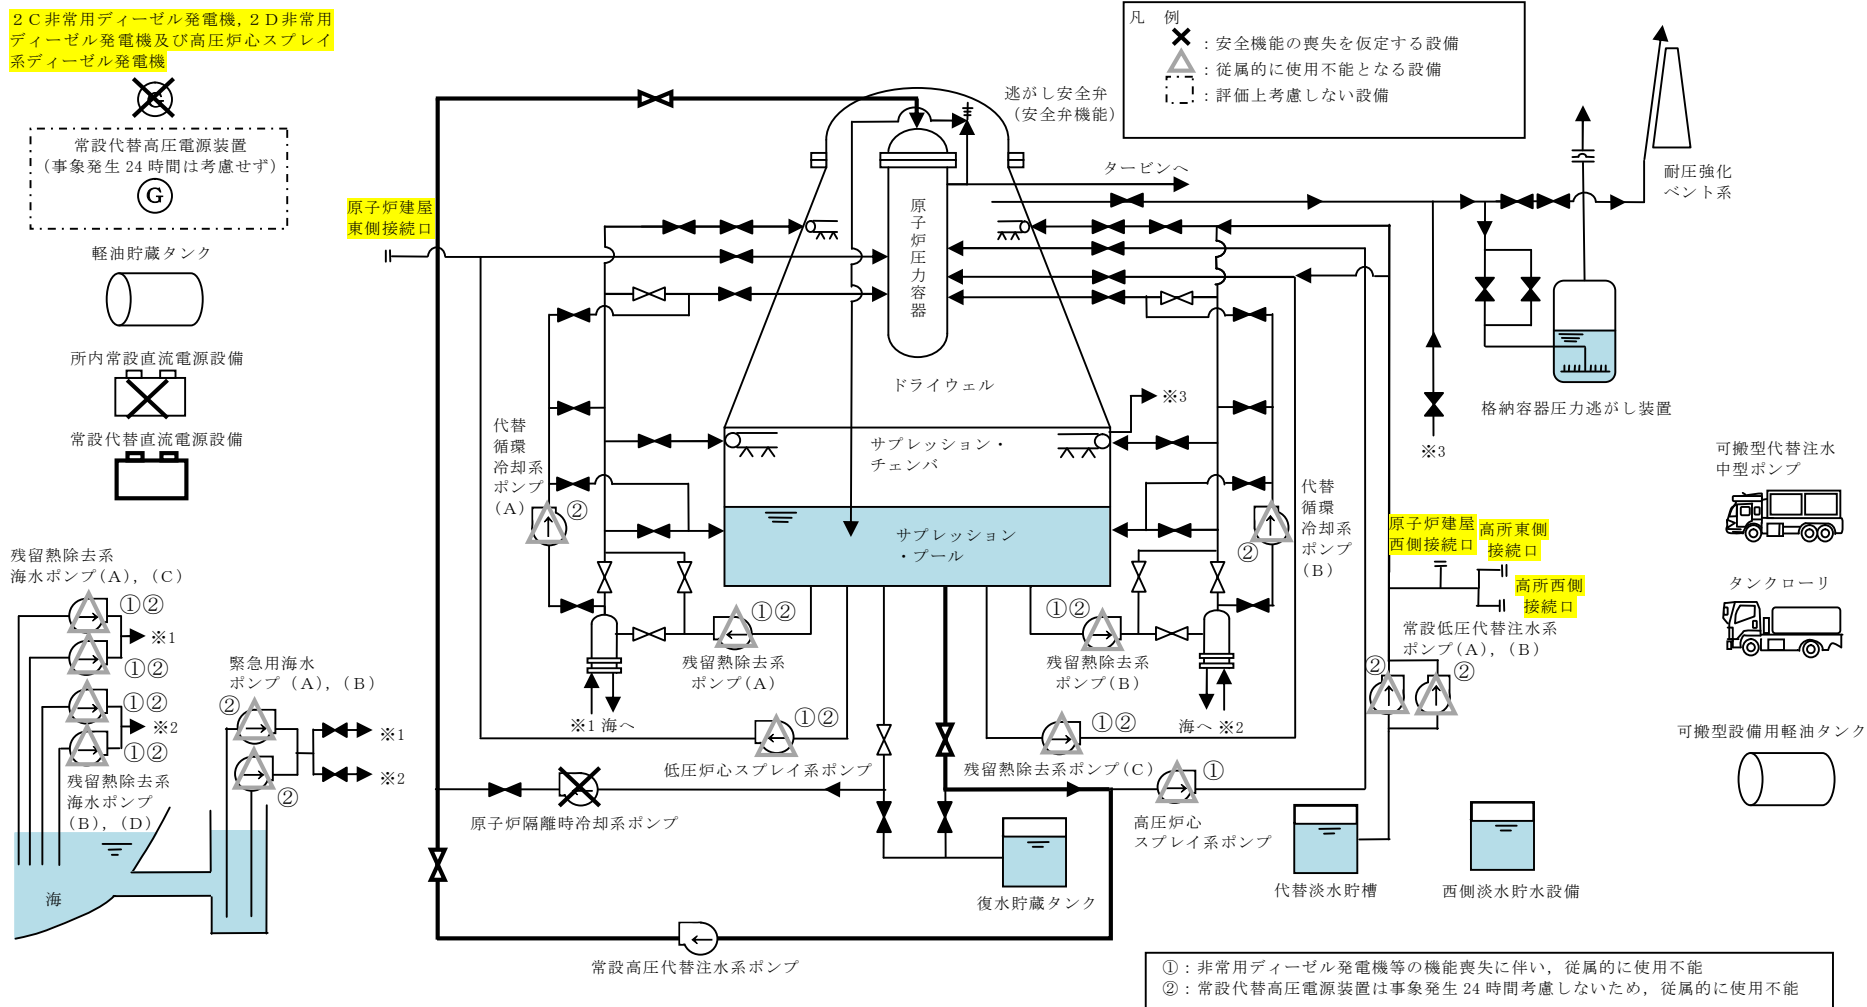 ２Ｃ非常用ディーゼル発電機，２Ｄ非常用
ディーゼル発電機及び高圧炉心スプレイ
系ディーゼル発電機
G
常設代替高圧電源装置
（事象発生 24 時間は考慮せず）
G
軽油貯蔵タンク
所内常設直流電源設備
常設代替直流電源設備
残留熱除去系
海水ポンプ(A)，(C)
①②
※1
①②
①②
※2
①②
残留熱除去系
海水ポンプ
(B)，(D)
海
緊急用海水
ポンプ（A），（B）
②
②
※1
※2
原子炉建屋
東側接続口
代替
循環
冷却系
ポンプ
(A)
②
凡　例
：安全機能の喪失を仮定する設備
：従属的に使用不能となる設備
：評価上考慮しない設備
逃がし安全弁
（安全弁機能）
タービンへ
原子炉圧力容器
ドライウェル
※3
サプレッション・
チェンバ
サプレッション
・プール
①②
残留熱除去系
ポンプ(A)
※1 海へ
①②
低圧炉心スプレイ系ポンプ
原子炉隔離時冷却系ポンプ
常設高圧代替注水系ポンプ
①②
残留熱除去系
ポンプ(B)
海へ ※2
①②
残留熱除去系ポンプ(C)
①
高圧炉心
スプレイ系ポンプ
復水貯蔵タンク
代替
循環
冷却系
ポンプ
(B)
②
耐圧強化
ベント系
格納容器圧力逃がし装置
※3
原子炉建屋
西側接続口
高所東側
接続口
高所西側
接続口
常設低圧代替注水系
ポンプ(A)，(B)
②
②
代替淡水貯槽
西側淡水貯水設備
可搬型代替注水
中型ポンプ
タンクローリ
可搬型設備用軽油タンク
①：非常用ディーゼル発電機等の機能喪失に伴い，従属的に使用不能
②：常設代替高圧電源装置は事象発生 24 時間考慮しないため，従属的に使用不能